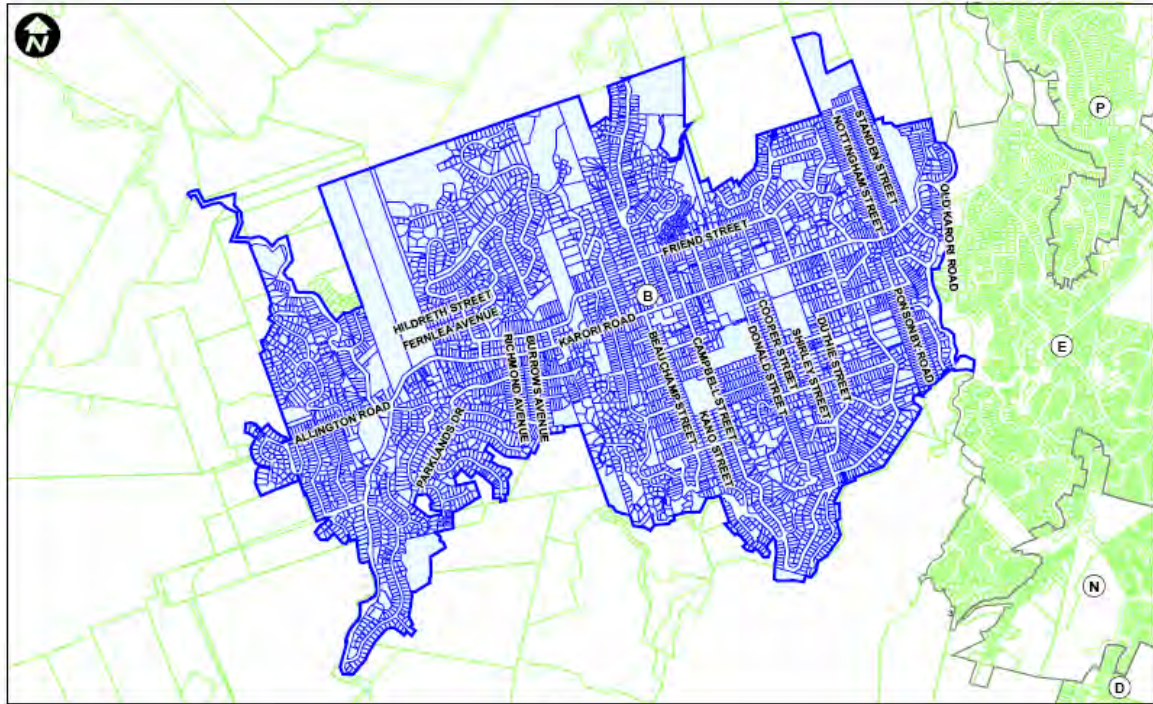 N
P
STANDEN STREET
NOTTINGHAM STREET
OLD KARORI ROAD
FRIEND STREET
B
HILDRETH STREET
FERNLEA AVENUE
KARORI ROAD
PONSONBY ROAD
COOPER STREET
DONALD STREET
SHIRLEY STREET
DUTHIE STREET
E
RICHMOND AVENUE
BURROWS AVENUE
BEAUCHAMP STREET
CAMPBELL STREET
KANO STREET
ALLINGTON ROAD
PARKLANDS DR
N
D